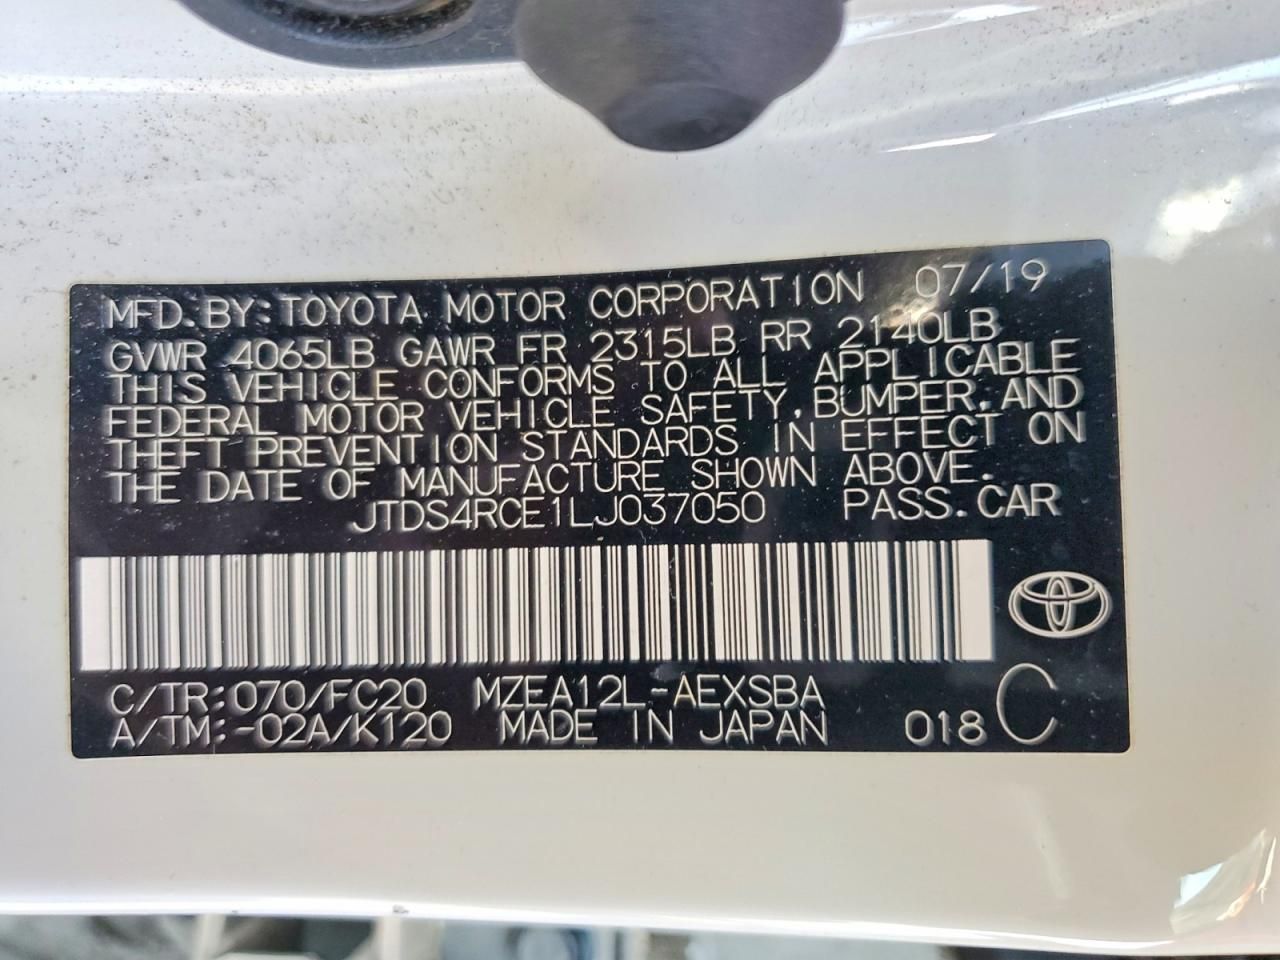 MFD.BY:TOYOTA MOTOR CORPORATION 07/19
GVWR 4065LB GAWR FR 2315LB RR 2140LB
THIS VEHICLE CONFORMS TO ALL APPLICABLE
FEDERAL MOTOR VEHICLE SAFETY,BUMPER,AND
THEFT PREVENTION STANDARDS IN EFFECT ON
THE DATE OF MANUFACTURE SHOWN ABOVE.
JTDS4RCE1LJ037050 PASS.CAR
C/TR:070/FC20 MZEA12L-AEXSBA
A/TM:-02A/K120 MADE IN JAPAN 018 C